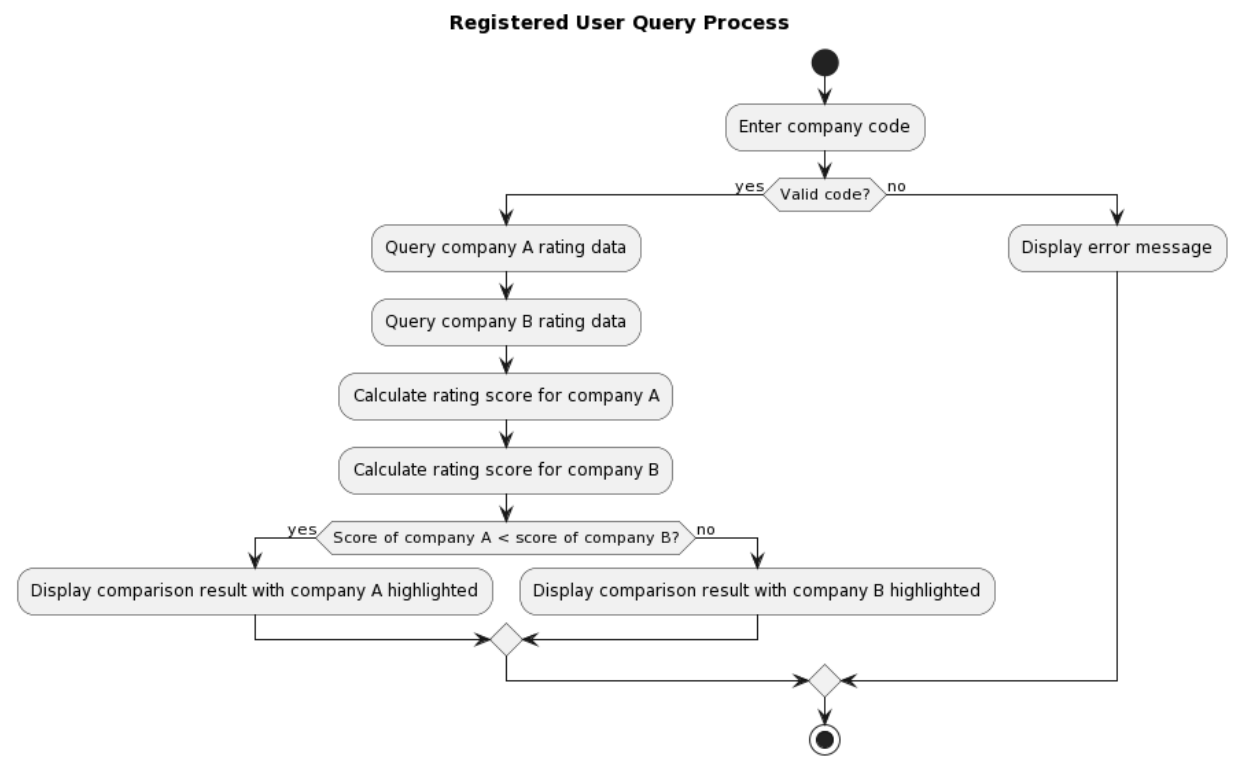 Registered User Query Process
Enter company code
yes
Valid code?
no
Query company A rating data
Display error message
Query company B rating data
Calculate rating score for company A
Calculate rating score for company B
yes
Score of company A < score of company B?
no
Display comparison result with company A highlighted
Display comparison result with company B highlighted